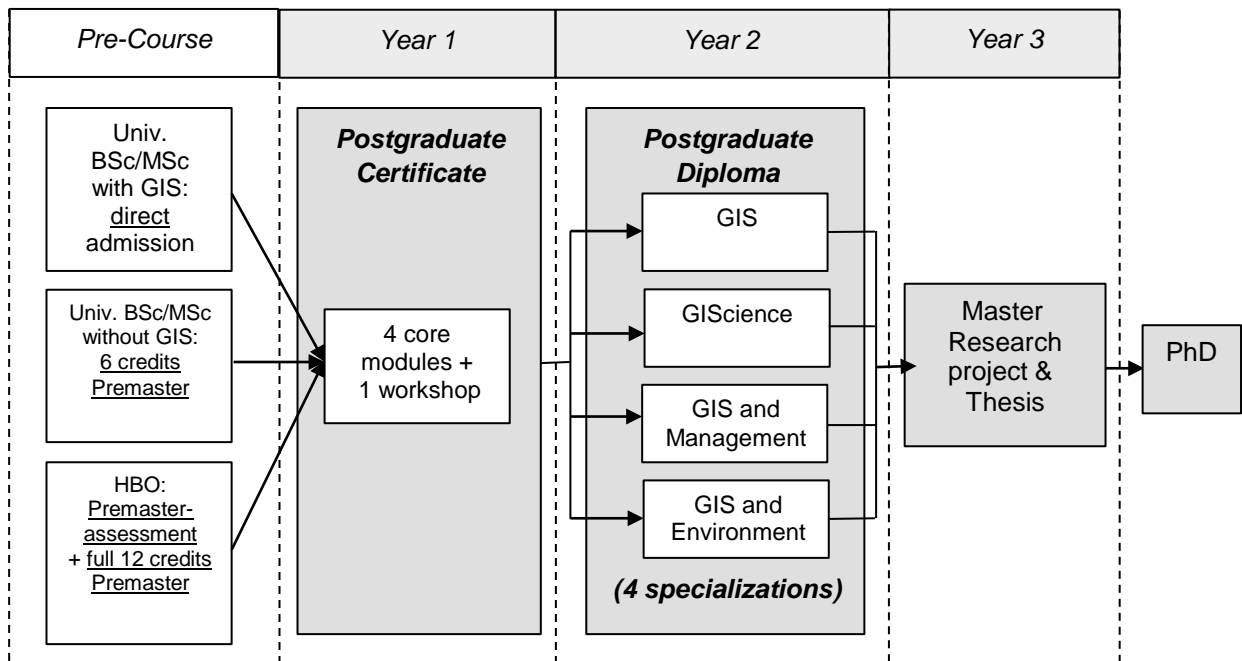 Pre-Course
Year 1
Year 2
Year 3
Univ.
BSc/MSc
with GIS:
direct
admission
Univ. BSc/MSc
without GIS:
6 credits
Premaster
HBO:
Premaster-
assessment
+ full 12 credits
Premaster
Postgraduate
Certificate
4 core
modules +
1 workshop
Postgraduate
Diploma
GIS
GIScience
GIS and
Management
GIS and
Environment
(4 specializations)
Master
Research
project &
Thesis
PhD